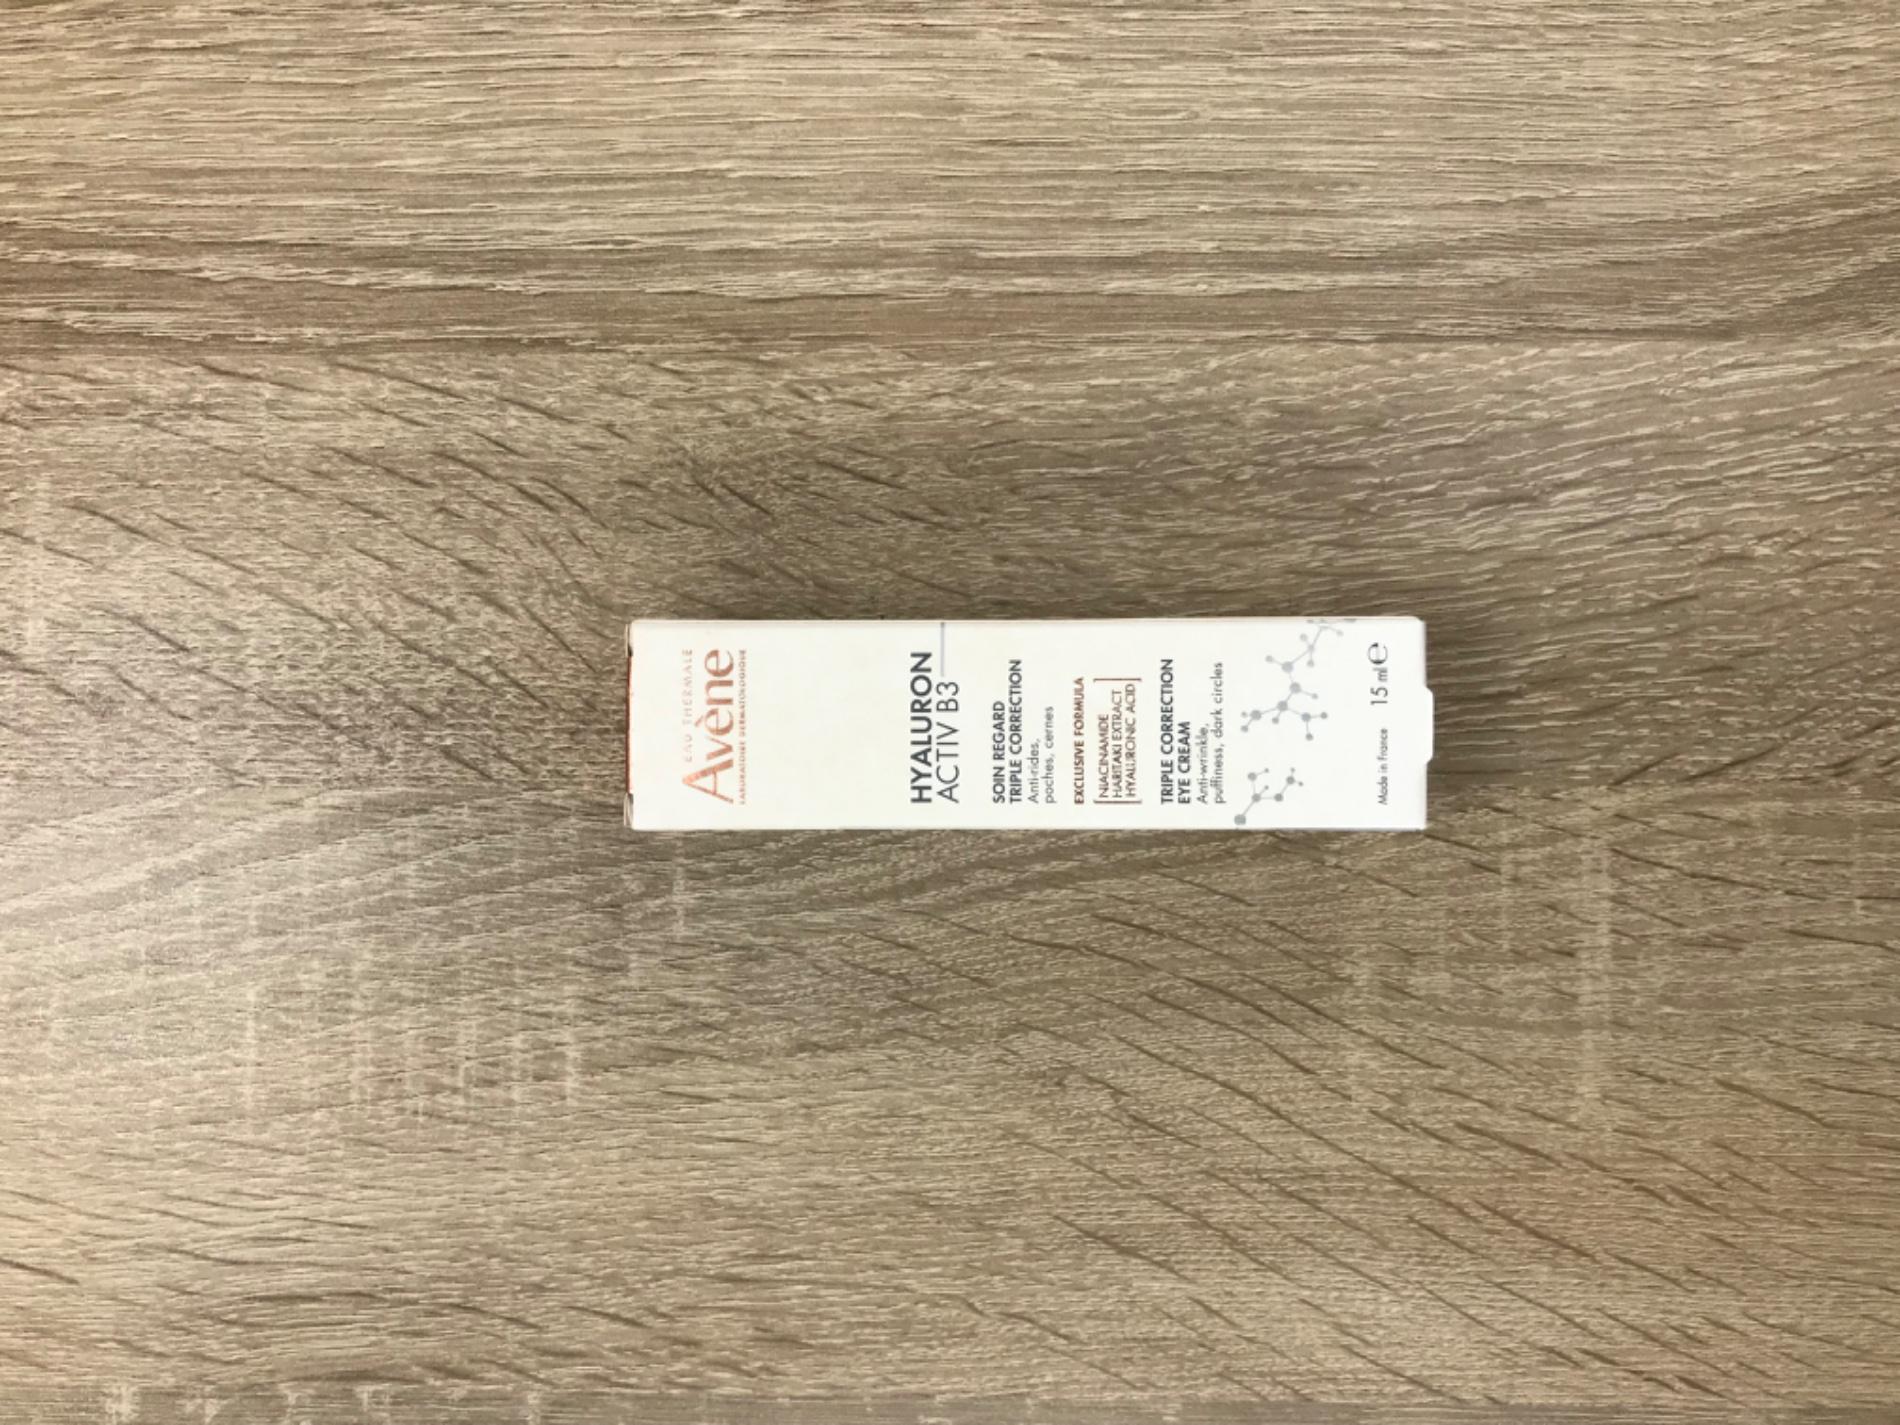 EAU THERMALE
Avène
LABORATOIRE DERMATOLOGIQUE
HYALURON
ACTIV B3
SOIN REGARD
TRIPLE CORRECTION
Anti-rides,
poches, cernes
EXCLUSIVE FORMULA
NIACINAMIDE
HARITAKI EXTRACT
HYALURONIC ACID
TRIPLE CORRECTION
EYE CREAM
Anti-wrinkle,
puffiness, dark circles
Made in France 15 ml ℮